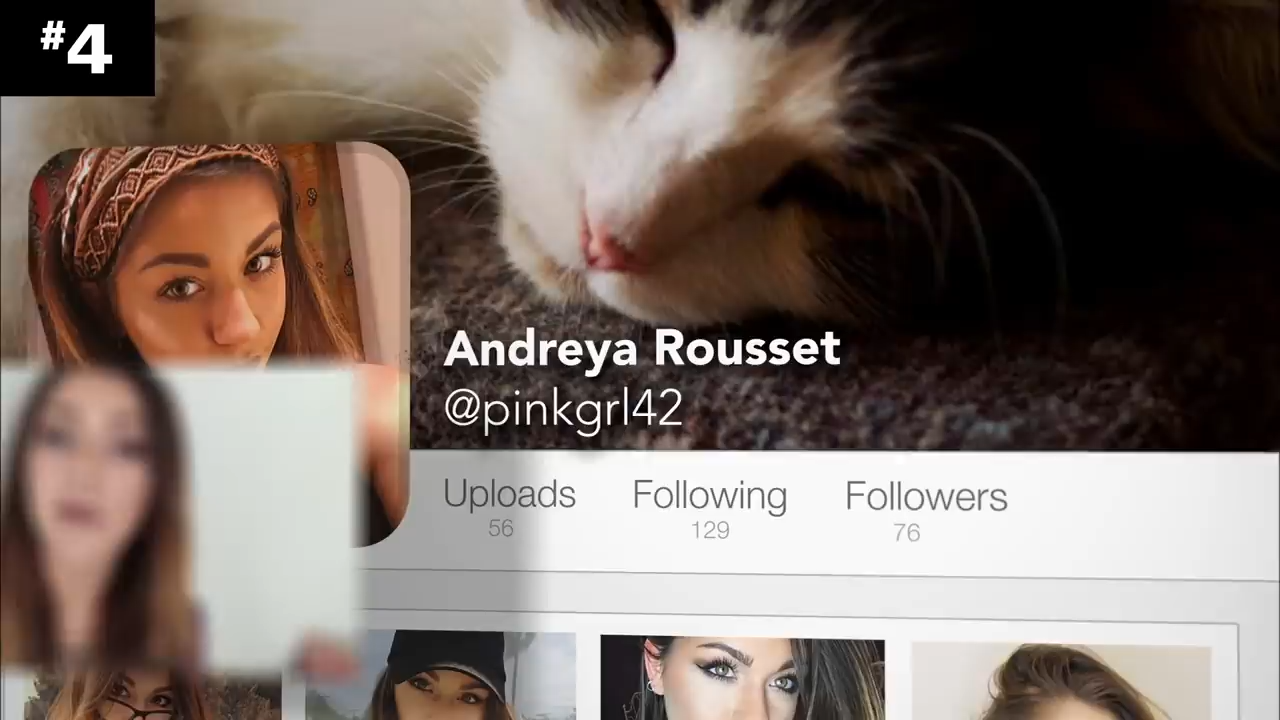 #4
Andreya Rousset
@pinkgrl42
Uploads Following Followers
56 129 76